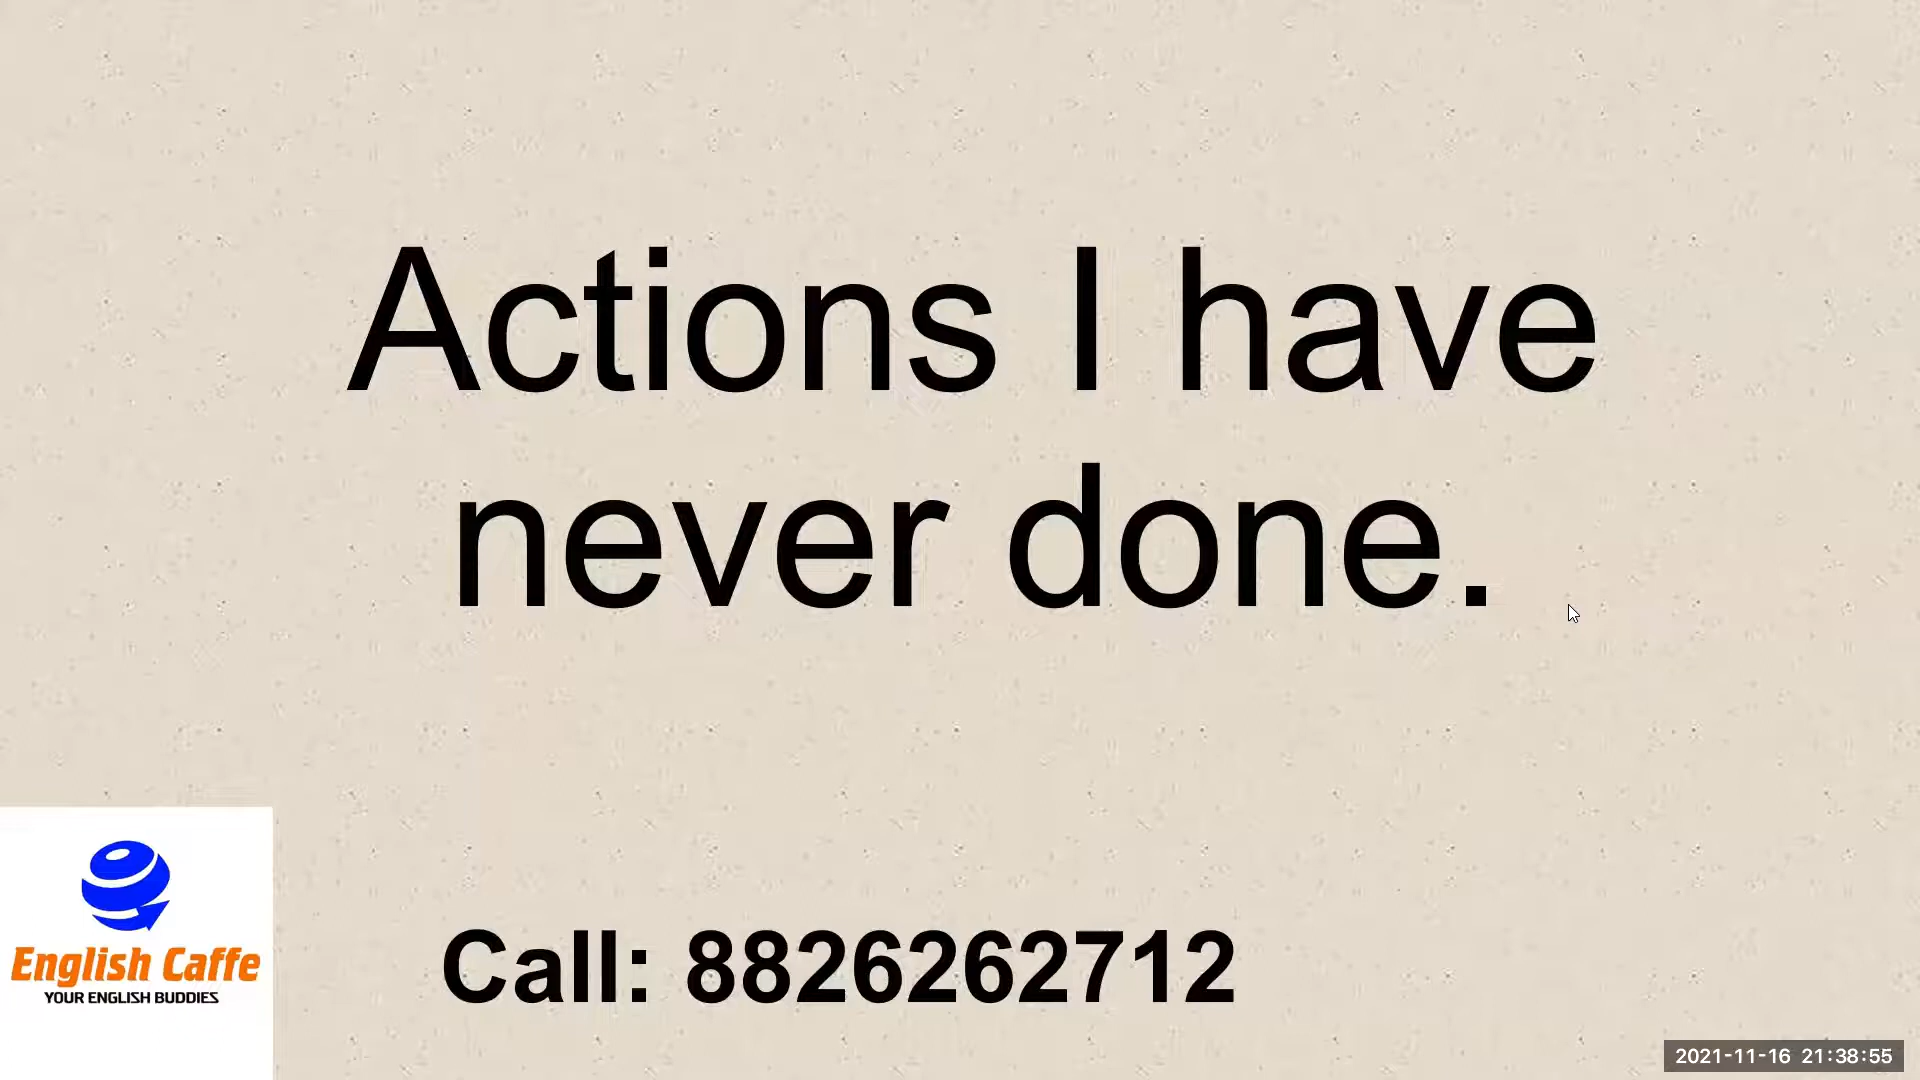 Actions I have
never done.
English Caffe
YOUR ENGLISH BUDDIES
Call: 8826262712
2021-11-16 21:38:55